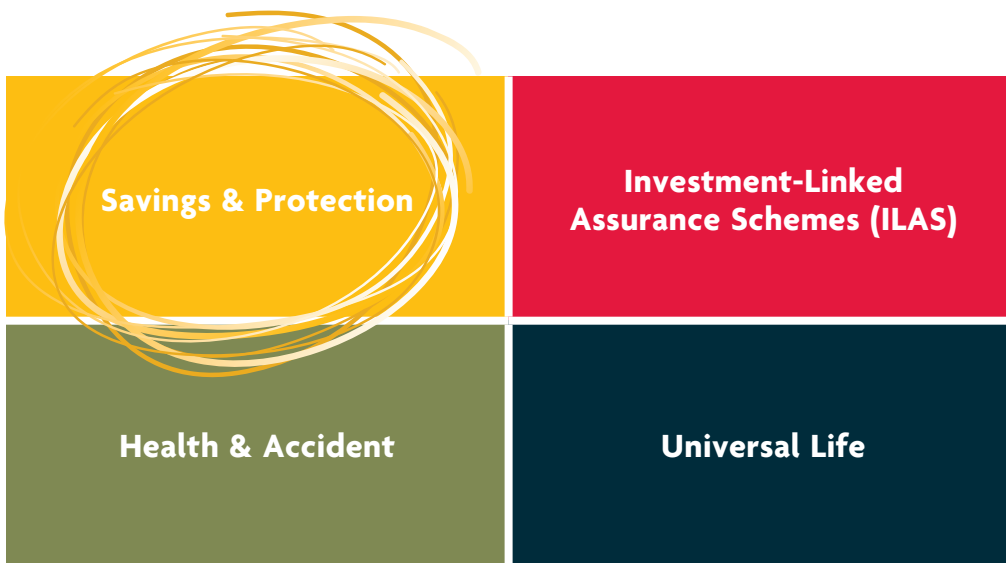 Savings & Protection
Investment-Linked
Assurance Schemes (ILAS)
Health & Accident
Universal Life